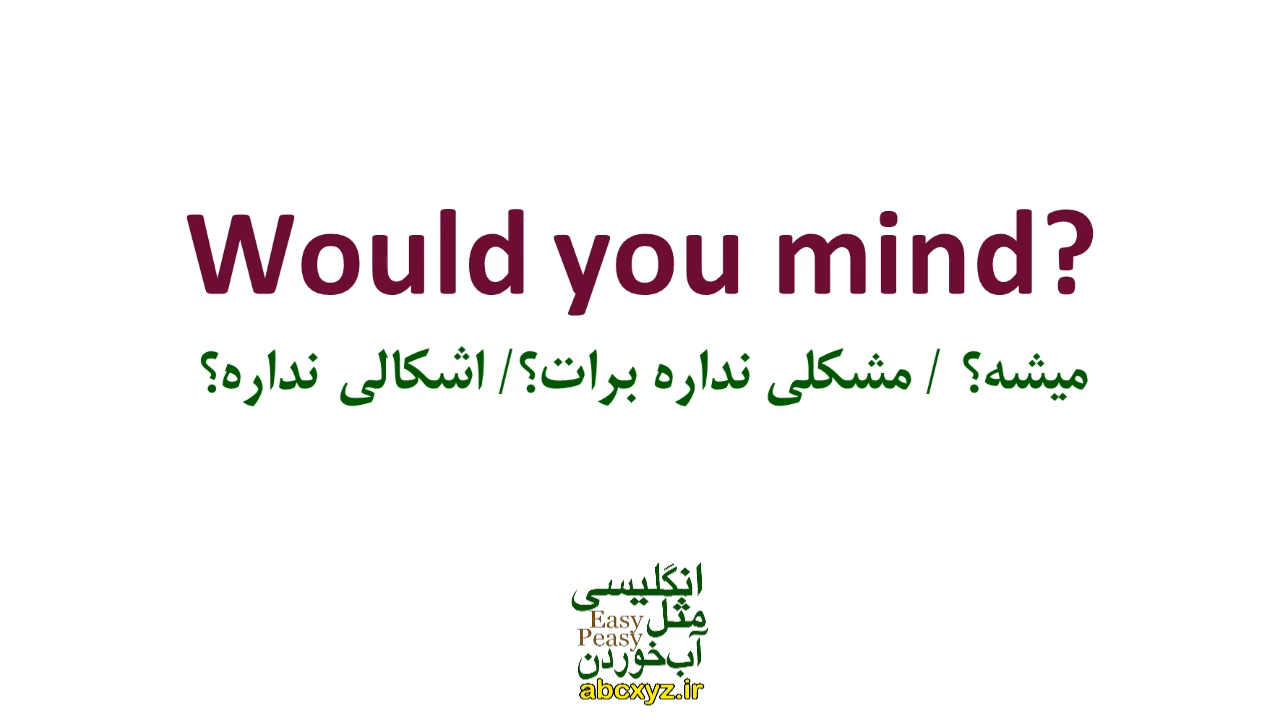 Would you mind?
میشه؟ / مشکلی نداره برات؟/ اشکالی نداره؟
انگلیسی
مثل Easy
Peasy
آب‌خوردن
abcxyz.ir